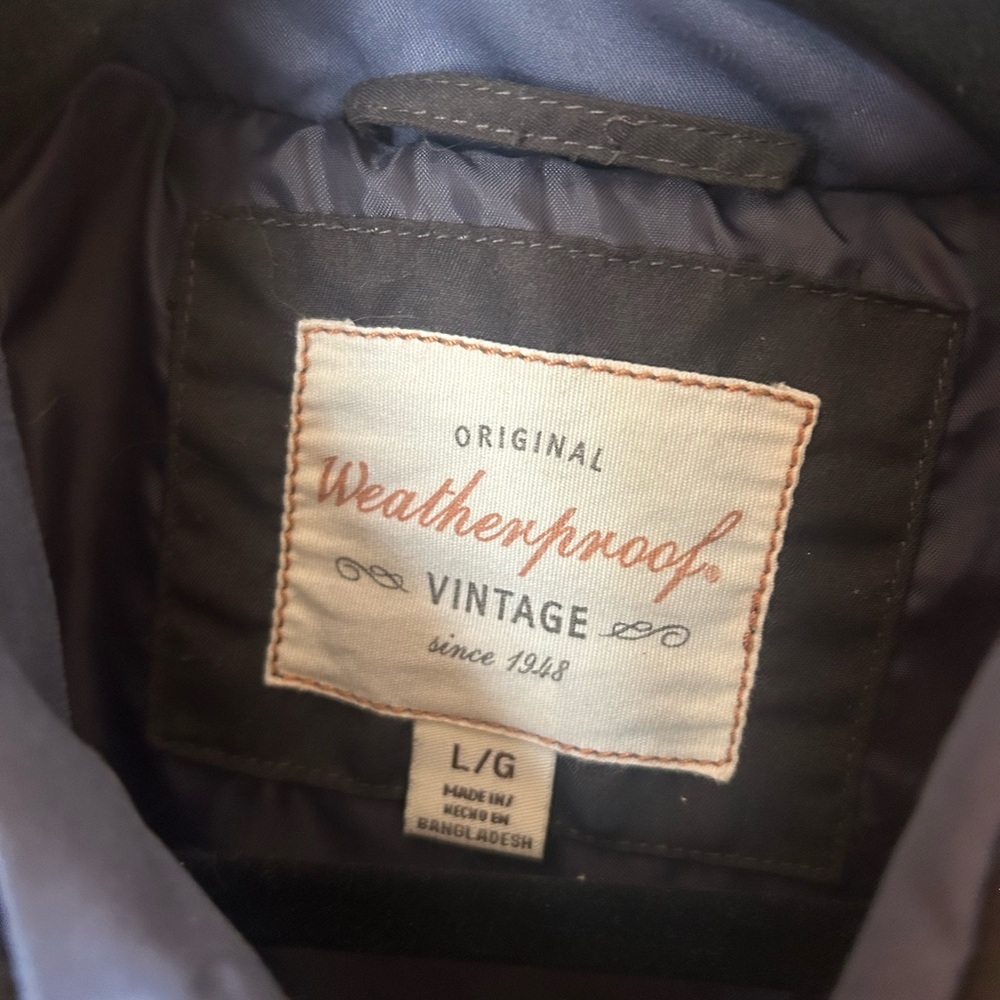 ORIGINAL
Weatherproof®
VINTAGE
since 1948
L/G
MADE IN/
HECHO EN
BANGLADESH